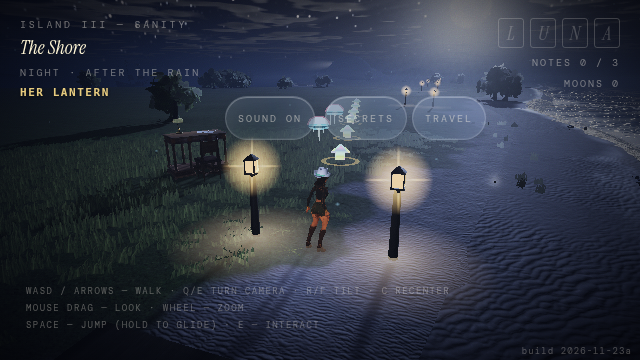 ISLAND III — SANITY
The Shore
NIGHT · AFTER THE RAIN
HER LANTERN
LUNA
NOTES 0 / 3
MOONS 0
SOUND ON
SECRETS
TRAVEL
WASD / ARROWS — WALK · Q/E TURN CAMERA · R/F TILT · C RECENTER
MOUSE DRAG — LOOK · WHEEL — ZOOM
SPACE — JUMP (HOLD TO GLIDE) · E — INTERACT
build 2026-11-23a